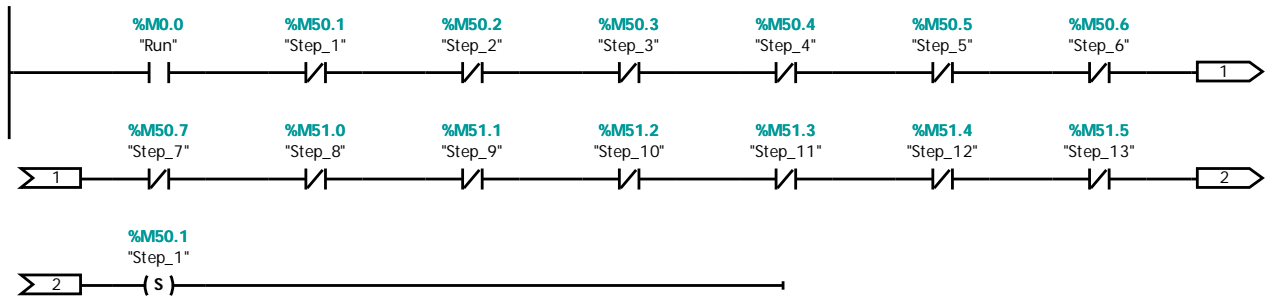 %M0.0 %M50.1 %M50.2 %M50.3 %M50.4 %M50.5 %M50.6
"Run" "Step_1" "Step_2" "Step_3" "Step_4" "Step_5" "Step_6"
1
%M50.7 %M51.0 %M51.1 %M51.2 %M51.3 %M51.4 %M51.5
"Step_7" "Step_8" "Step_9" "Step_10" "Step_11" "Step_12" "Step_13"
1 2
%M50.1
"Step_1"
2 S